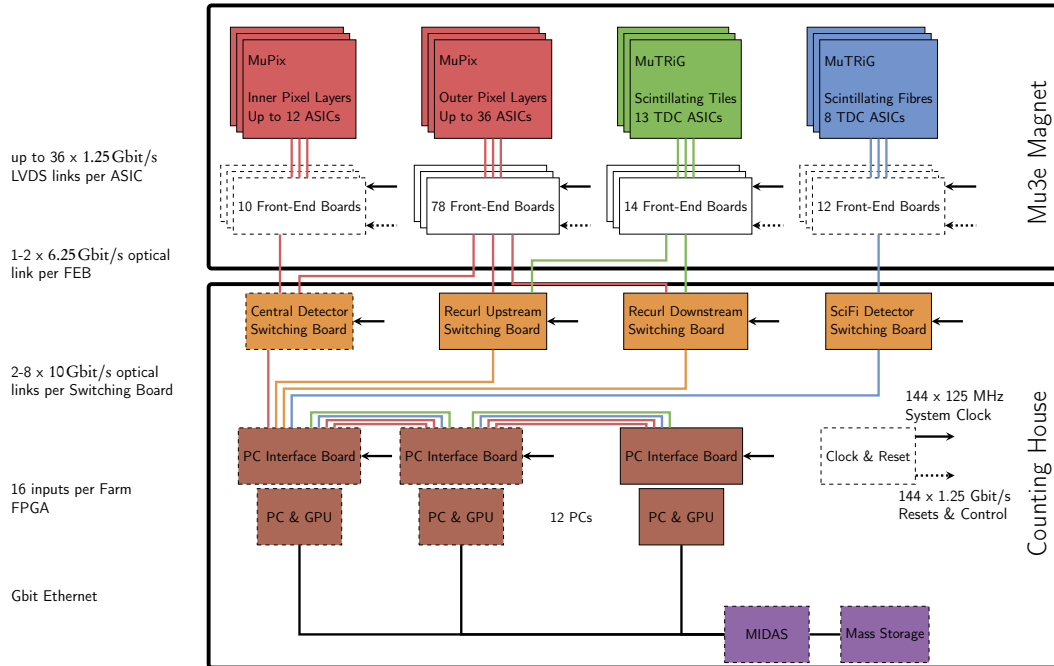 MuPix
Inner Pixel Layers
Up to 12 ASICs
MuPix
Outer Pixel Layers
Up to 36 ASICs
MuTRiG
Scintillating Tiles
13 TDC ASICs
MuTRiG
Scintillating Fibres
8 TDC ASICs
Mu3e Magnet
up to 36 x 1.25 Gbit/s
LVDS links per ASIC
10 Front-End Boards
78 Front-End Boards
14 Front-End Boards
12 Front-End Boards
1-2 x 6.25 Gbit/s optical
link per FEB
Central Detector
Switching Board
Recurl Upstream
Switching Board
Recurl Downstream
Switching Board
SciFi Detector
Switching Board
2-8 x 10 Gbit/s optical
links per Switching Board
144 x 125 MHz
System Clock
PC Interface Board
PC Interface Board
PC Interface Board
Clock & Reset
Counting House
16 inputs per Farm
FPGA
PC & GPU
PC & GPU
12 PCs
PC & GPU
144 x 1.25 Gbit/s
Resets & Control
Gbit Ethernet
MIDAS
Mass Storage